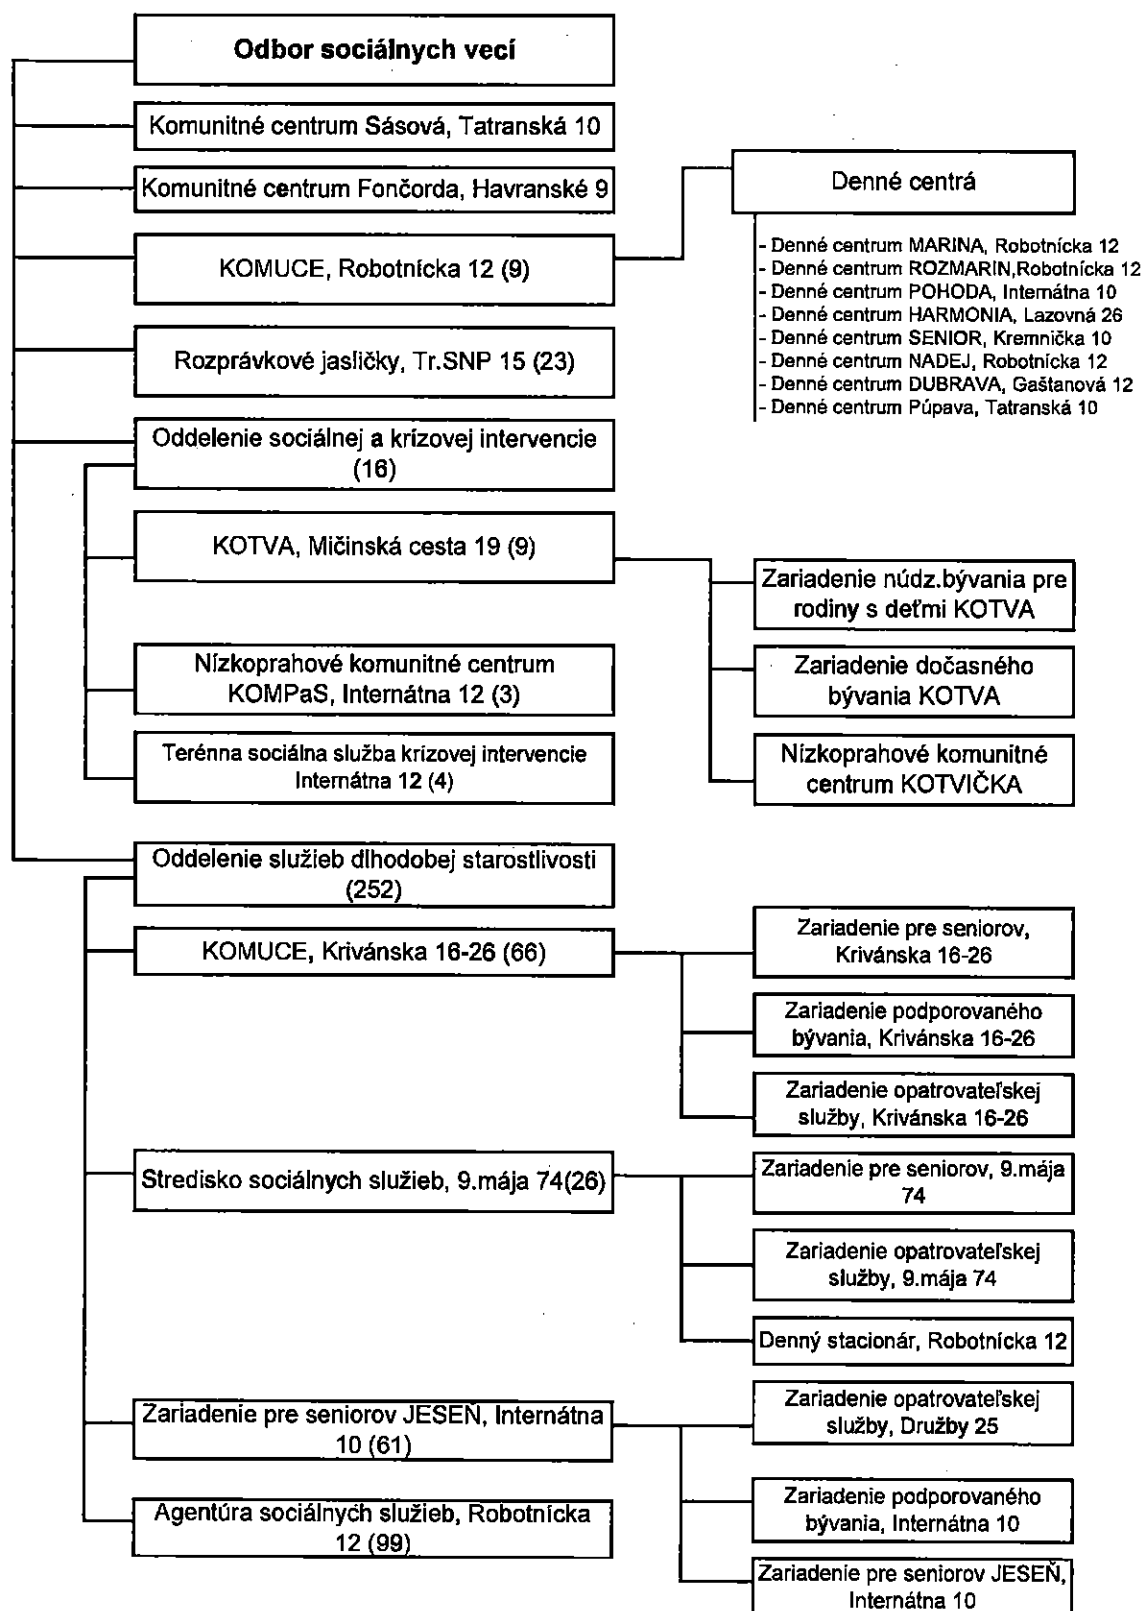 Odbor sociálnych vecí
Komunitné centrum Sásová, Tatranská 10
Komunitné centrum Fončorda, Havranské 9
KOMUCE, Robotnícka 12 (9)
Denné centrá
- Denné centrum MARINA, Robotnícka 12
- Denné centrum ROZMARIN,Robotnícka 12
- Denné centrum POHODA, Internátna 10
- Denné centrum HARMONIA, Lazovná 26
- Denné centrum SENIOR, Kremnička 10
- Denné centrum NADEJ, Robotnícka 12
- Denné centrum DUBRAVA, Gaštanová 12
- Denné centrum Púpava, Tatranská 10
Rozprávkové jasličky, Tr.SNP 15 (23)
Oddelenie sociálnej a krízovej intervencie
(16)
KOTVA, Mičinská cesta 19 (9)
Zariadenie núdz.bývania pre
rodiny s deťmi KOTVA
Zariadenie dočasného
bývania KOTVA
Nízkoprahové komunitné
centrum KOTVIČKA
Nízkoprahové komunitné centrum
KOMPaS, Internátna 12 (3)
Terénna sociálna služba krízovej intervencie
Internátna 12 (4)
Oddelenie služieb dlhodobej starostlivosti
(252)
KOMUCE, Krivánska 16-26 (66)
Zariadenie pre seniorov,
Krivánska 16-26
Zariadenie podporovaného
bývania, Krivánska 16-26
Zariadenie opatrovateľskej
služby, Krivánska 16-26
Stredisko sociálnych služieb, 9.mája 74(26)
Zariadenie pre seniorov, 9.mája
74
Zariadenie opatrovateľskej
služby, 9.mája 74
Denný stacionár, Robotnícka 12
Zariadenie pre seniorov JESEŇ, Internátna
10 (61)
Zariadenie opatrovateľskej
služby, Družby 25
Zariadenie podporovaného
bývania, Internátna 10
Zariadenie pre seniorov JESEŇ,
Internátna 10
Agentúra sociálnych služieb, Robotnícka
12 (99)